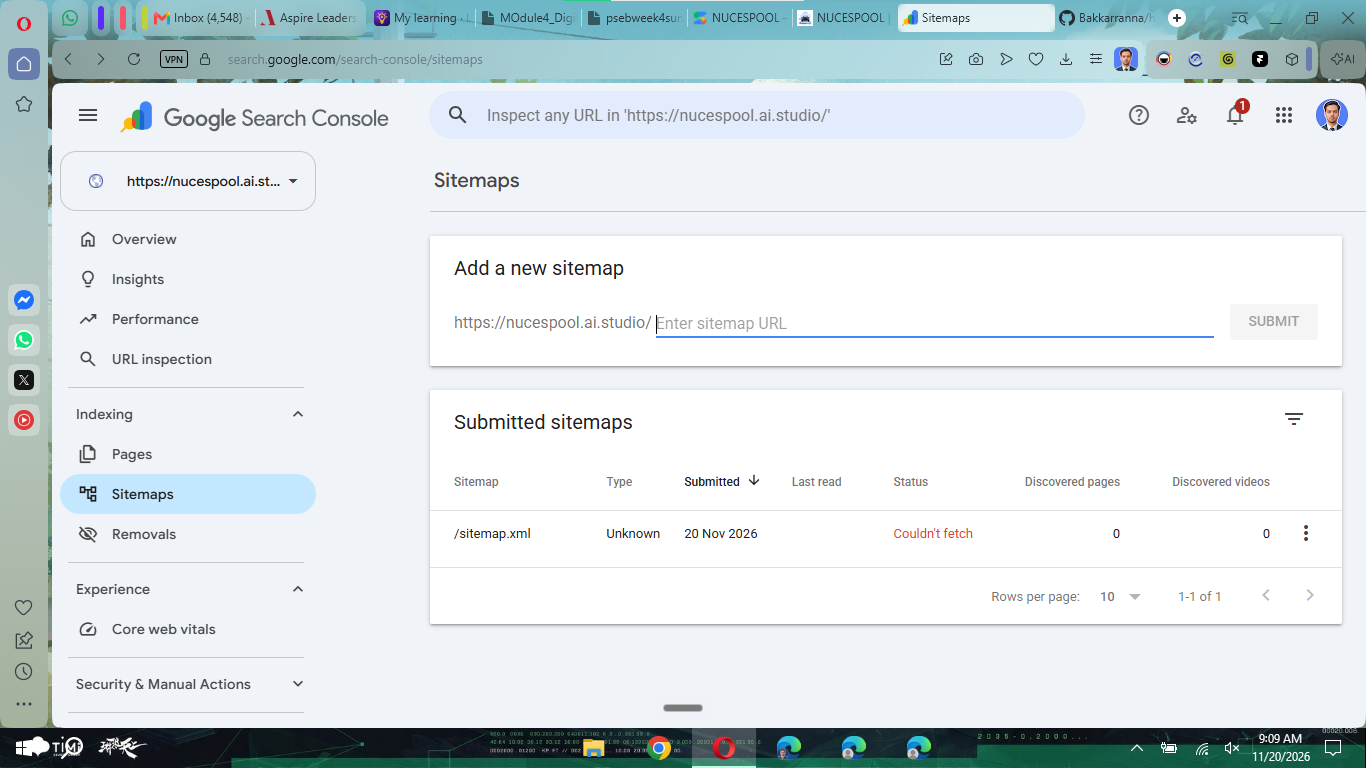 Inbox (4,548)
Aspire Leaders
My learning
MOdule4_Dig
psebweek4sun
NUCESPOOL
NUCESPOOL
Sitemaps
Bakkarranna/
VPN
search.google.com/search-console/sitemaps
AI
Google Search Console
Inspect any URL in 'https://nucespool.ai.studio/'
1
https://nucespool.ai.st...
Sitemaps
Overview
Insights
Performance
URL inspection
Indexing
Pages
Sitemaps
Removals
Experience
Core web vitals
Security & Manual Actions
Add a new sitemap
https://nucespool.ai.studio/ Enter sitemap URL
SUBMIT
Submitted sitemaps
Sitemap Type Submitted Last read Status Discovered pages Discovered videos
/sitemap.xml Unknown 20 Nov 2026 Couldn't fetch 0 0
Rows per page: 10 1-1 of 1
9:09 AM
11/20/2026